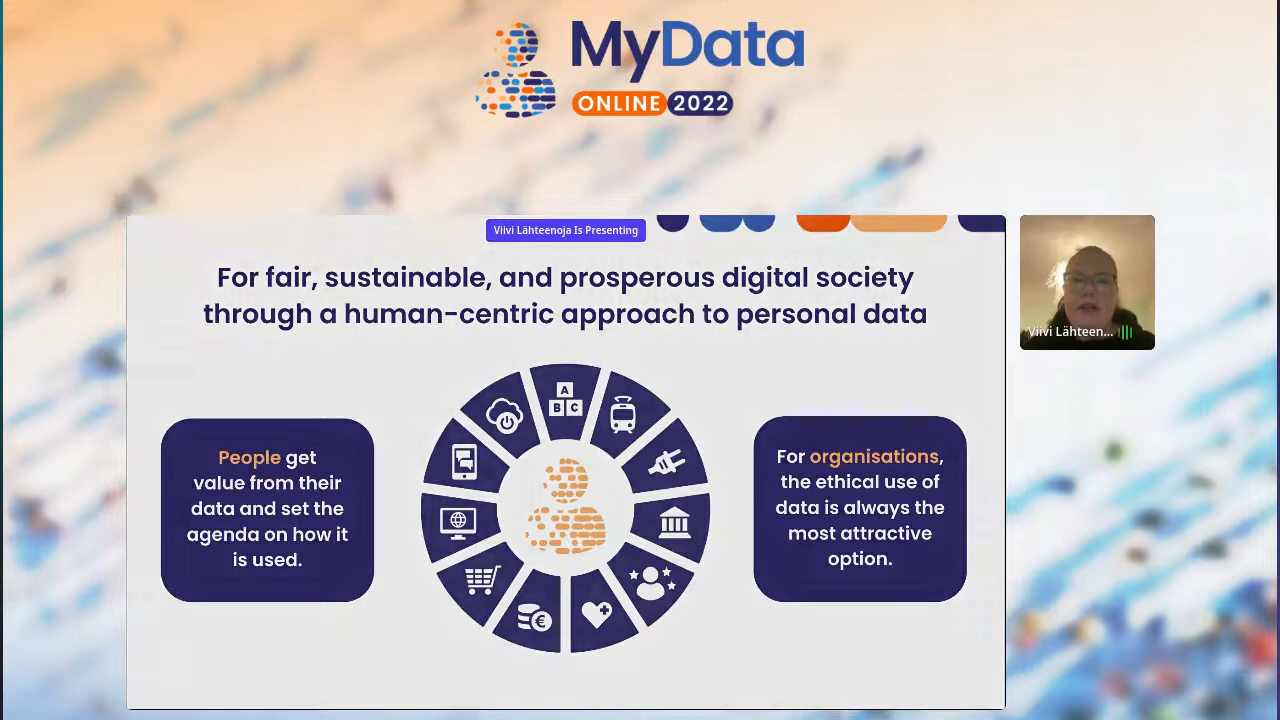 MyData
ONLINE 2022
Viivi Lähteenoja Is Presenting
For fair, sustainable, and prosperous digital society
through a human-centric approach to personal data
People get
value from their
data and set the
agenda on how it
is used.
A
B C
€
For organisations,
the ethical use of
data is always the
most attractive
option.
Viivi Lähteen...